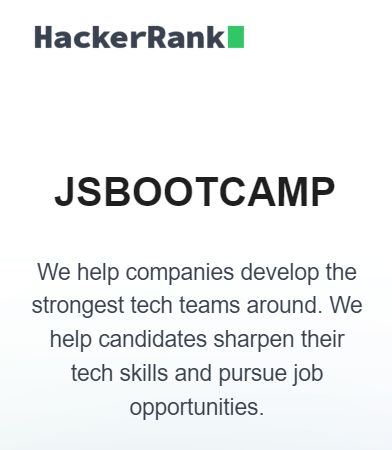 HackerRank
JSBOOTCAMP
We help companies develop the
strongest tech teams around. We
help candidates sharpen their
tech skills and pursue job
opportunities.